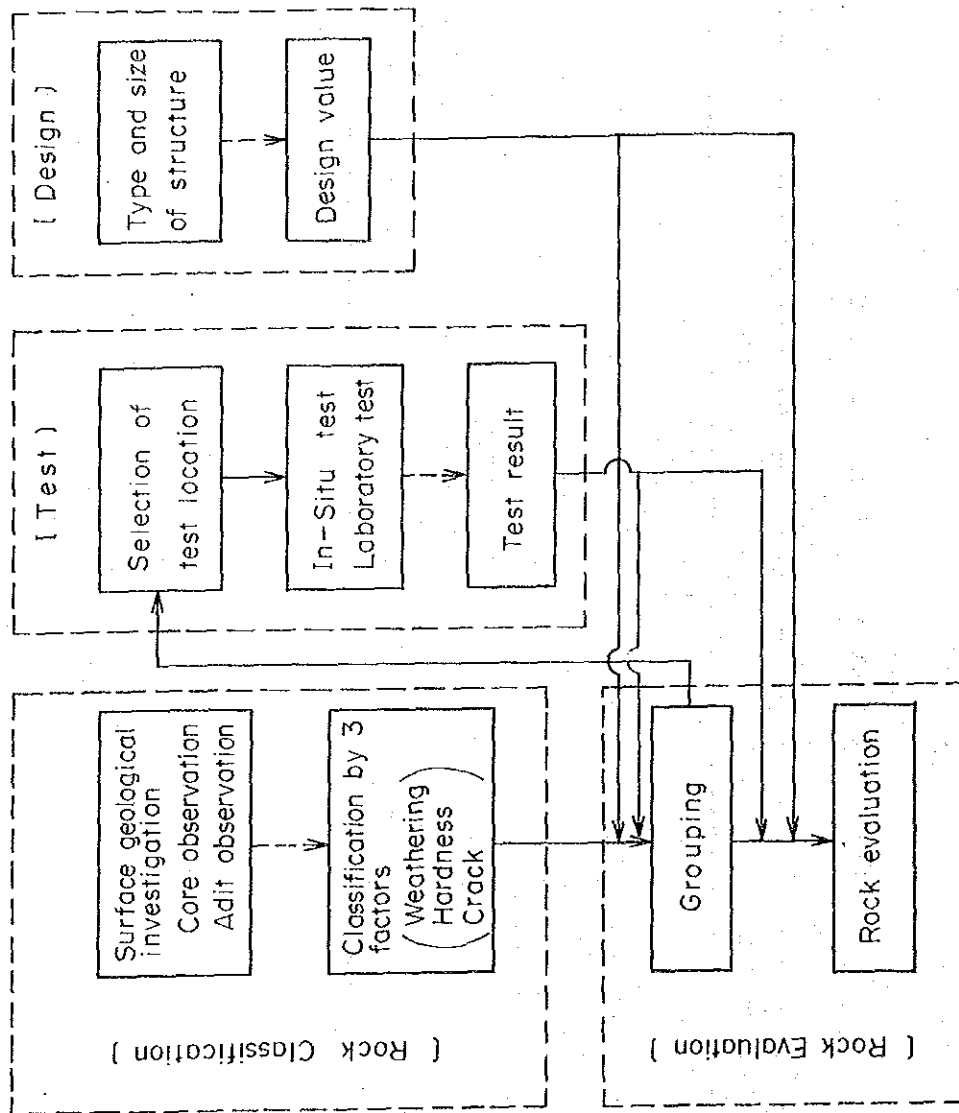 [ Rock Classification ]
Surface geological
investigation
Core observation
Adit observation
Classification by 3
factors
(Weathering
Hardness
Crack)
[ Test ]
Selection of
test location
In-Situ test
Laboratory test
Test result
[ Design ]
Type and size
of structure
Design value
[ Rock Evaluation ]
Grouping
Rock evaluation